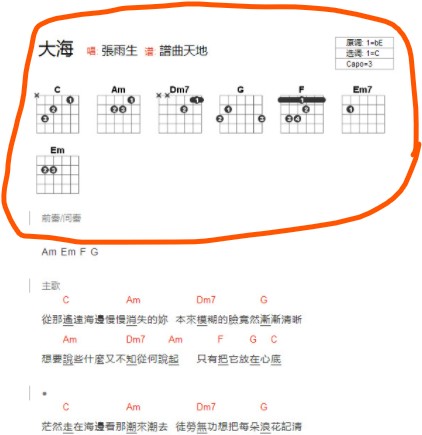 大海 唱 張雨生 譜 譜曲天地
原调: 1=bE
选调: 1=C
Capo=3
C Am Dm7 G F Em7
Em
前奏/间奏
Am Em F G
主歌
C Am Dm7 G
從那遙遠海邊慢慢消失的妳 本來模糊的臉竟然漸漸清晰
Am Dm7 Am F G C
想要說些什麼又不知從何說起 只有把它放在心底
C Am Dm7 G
茫然走在海邊看那潮來潮去 徒勞無功想把每朵浪花記清